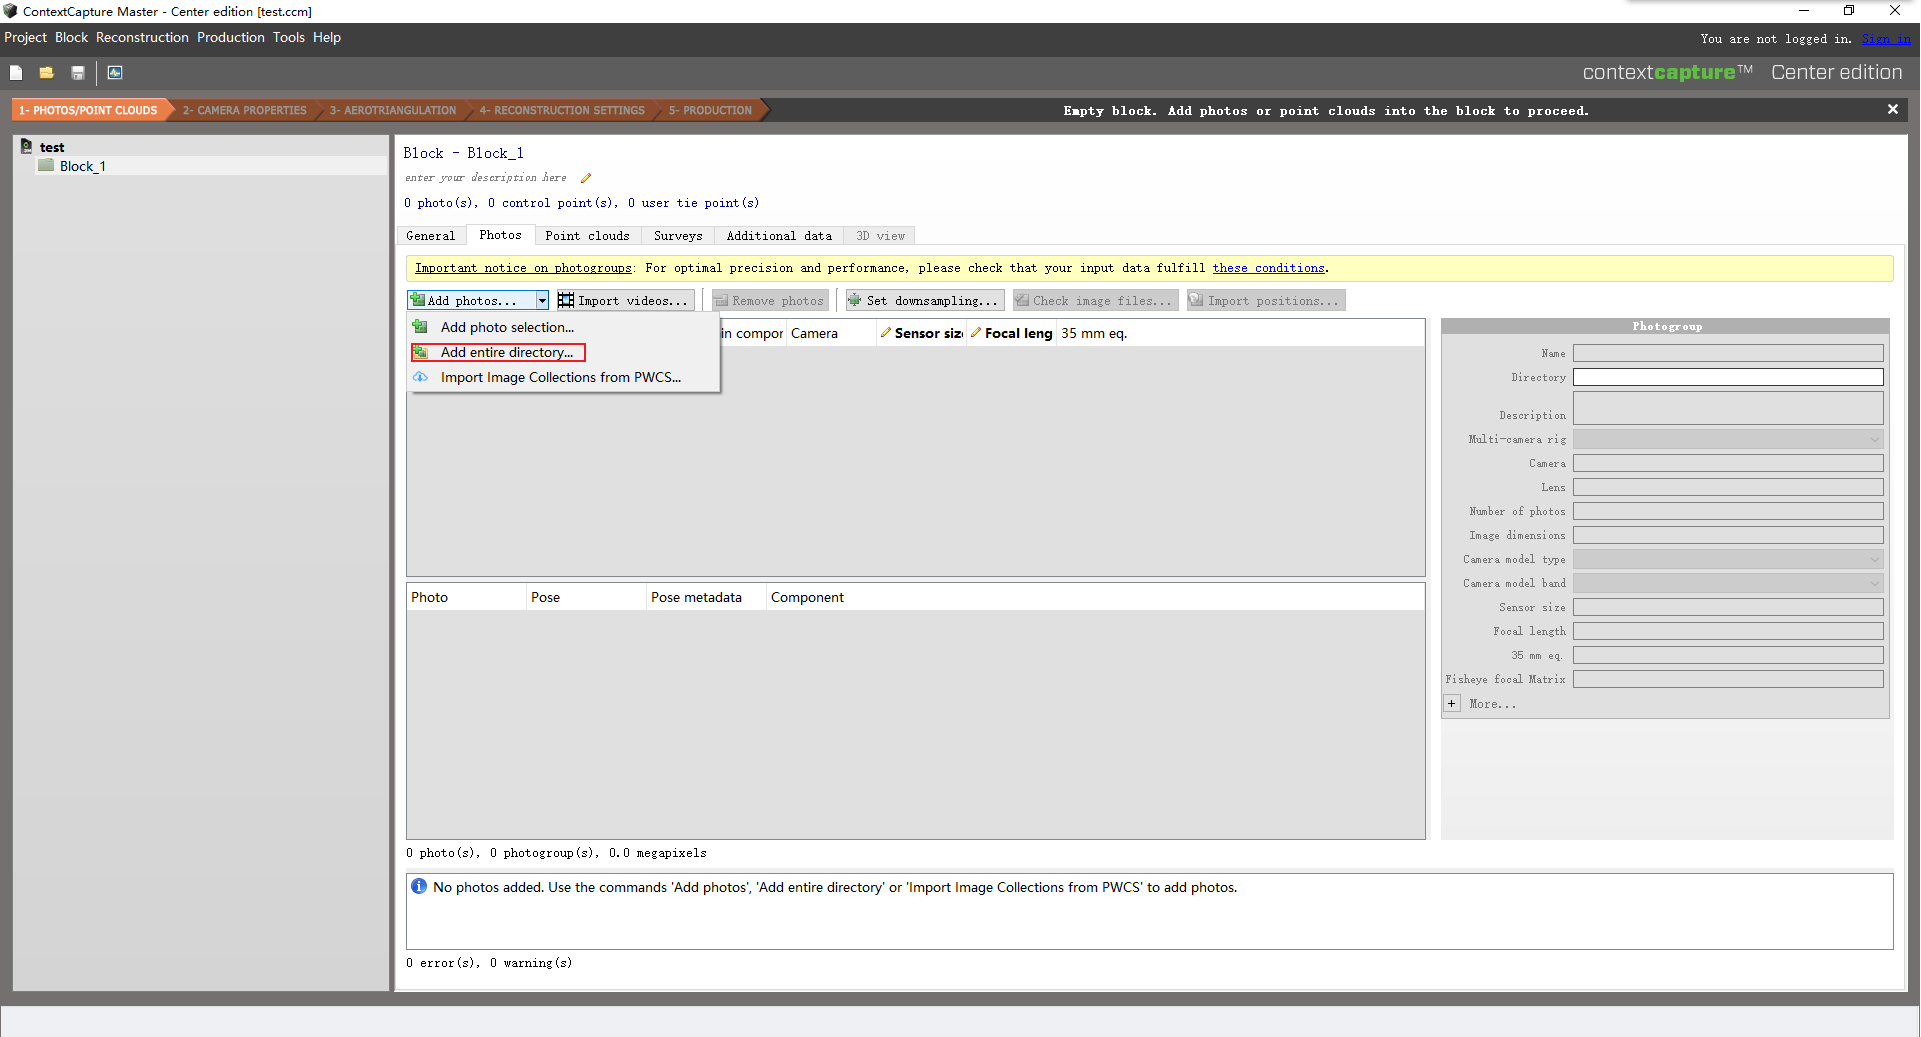 ContextCapture Master - Center edition [test.ccm]
Project Block Reconstruction Production Tools Help
You are not logged in. Sign in
contextcapture™ Center edition
1- PHOTOS/POINT CLOUDS 2- CAMERA PROPERTIES 3- AEROTRIANGULATION 4- RECONSTRUCTION SETTINGS 5- PRODUCTION
Empty block. Add photos or point clouds into the block to proceed.
test
Block_1
Block - Block_1
enter your description here
0 photo(s), 0 control point(s), 0 user tie point(s)
General Photos Point clouds Surveys Additional data 3D view
Important notice on photogroups: For optimal precision and performance, please check that your input data fulfill these conditions.
Add photos... Import videos... Remove photos Set downsampling... Check image files... Import positions...
Add photo selection...
Add entire directory...
Import Image Collections from PWCS...
in compor Camera Sensor siz Focal leng 35 mm eq.
Photo Pose Pose metadata Component
0 photo(s), 0 photogroup(s), 0.0 megapixels
No photos added. Use the commands 'Add photos', 'Add entire directory' or 'Import Image Collections from PWCS' to add photos.
0 error(s), 0 warning(s)
Photogroup
Name
Directory
Description
Multi-camera rig
Camera
Lens
Number of photos
Image dimensions
Camera model type
Camera model band
Sensor size
Focal length
35 mm eq.
Fisheye focal Matrix
+ More...